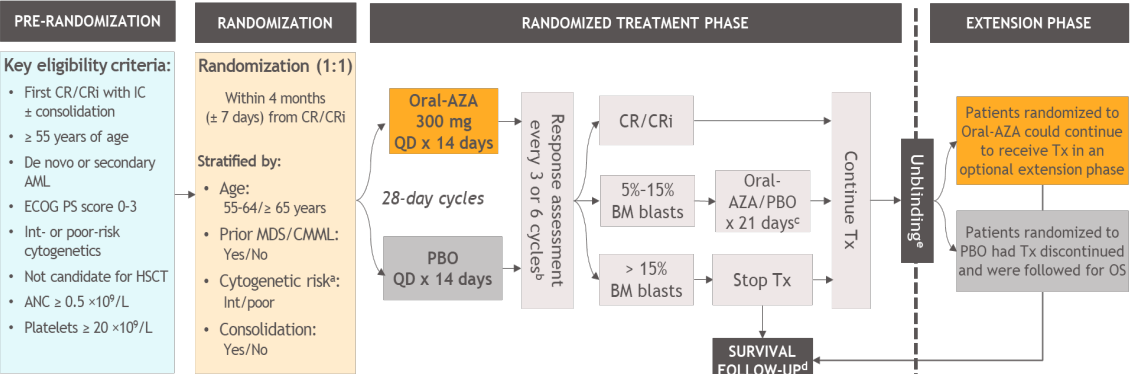 PRE-RANDOMIZATION
Key eligibility criteria:
• First CR/CRi with IC
± consolidation
• ≥ 55 years of age
• De novo or secondary
AML
• ECOG PS score 0-3
• Int- or poor-risk
cytogenetics
• Not candidate for HSCT
• ANC ≥ 0.5 ×10⁹/L
• Platelets ≥ 20 ×10⁹/L
RANDOMIZATION
Randomization (1:1)
Within 4 months
(± 7 days) from CR/CRi
Stratified by:
• Age:
55-64/≥ 65 years
• Prior MDS/CMML:
Yes/No
• Cytogenetic riskᵃ:
Int/poor
• Consolidation:
Yes/No
RANDOMIZED TREATMENT PHASE
Oral-AZA
300 mg
QD x 14 days
28-day cycles
PBO
QD x 14 days
Response assessment
every 3 or 6 cyclesᵇ
CR/CRi
5%-15%
BM blasts
Oral-
AZA/PBO
x 21 daysᶜ
> 15%
BM blasts
Stop Tx
Continue Tx
SURVIVAL
FOLLOW-UPᵈ
Unblindingᵉ
EXTENSION PHASE
Patients randomized to
Oral-AZA could continue
to receive Tx in an
optional extension phase
Patients randomized to
PBO had Tx discontinued
and were followed for OS